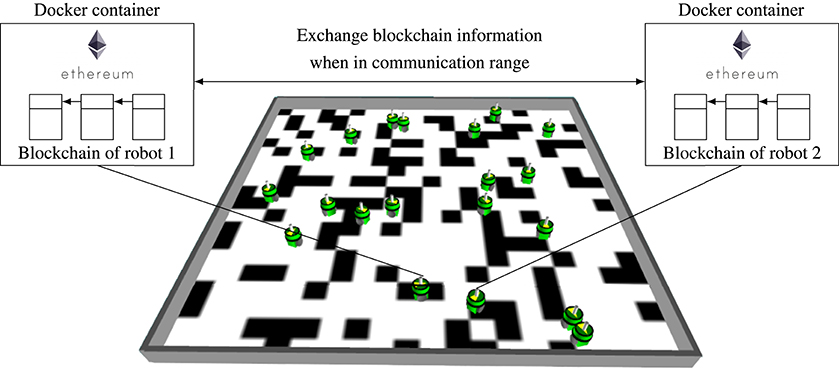 Docker container
ethereum
Blockchain of robot 1
Exchange blockchain information
when in communication range
Docker container
ethereum
Blockchain of robot 2